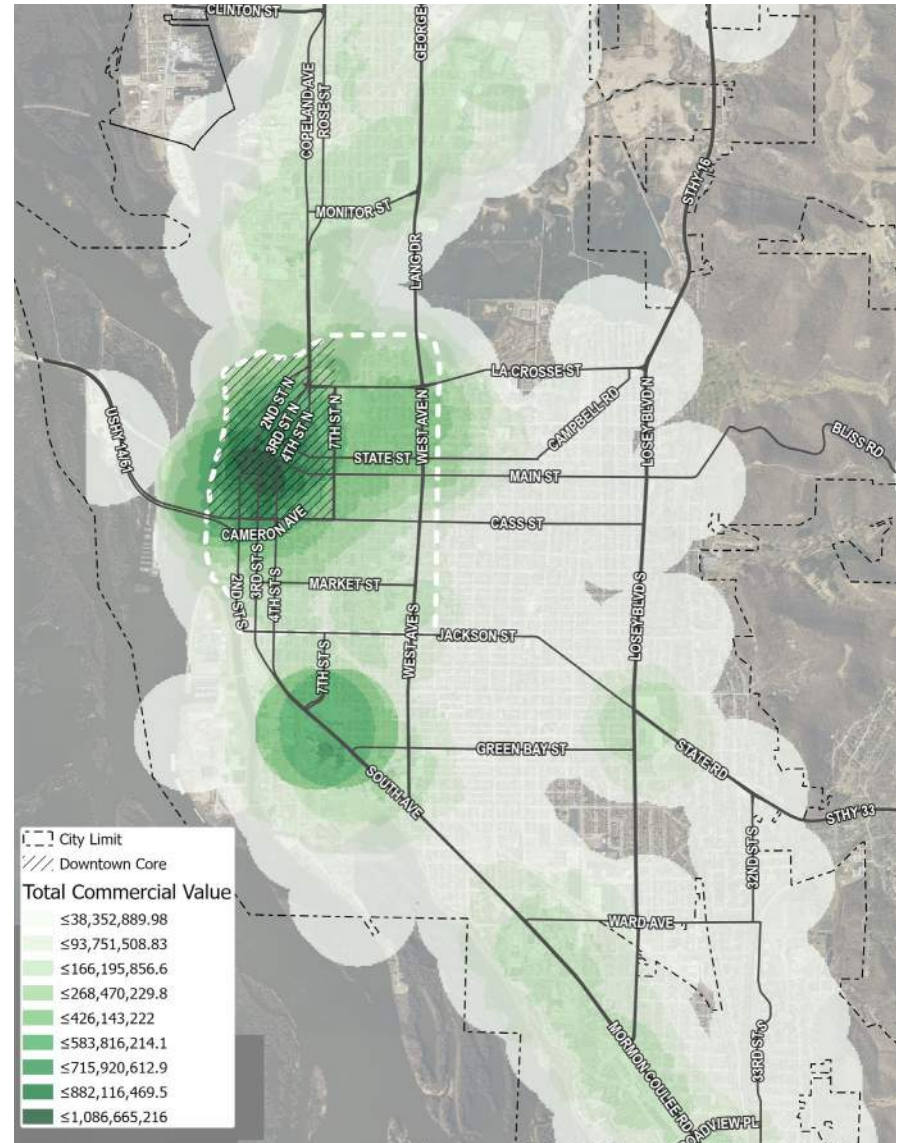 CLINTON ST
GEORGE
COPELAND AVE
ROSE ST
STHY 16
MONITOR ST
LANG DR
LA CROSSE ST
2ND ST N
3RD ST N
4TH ST N
7TH ST N
WEST AVE N
CAMPBELL RD
LOSEY BLVD N
BLISS RD
USHY 14/61
STATE ST
MAIN ST
CAMERON AVE
CASS ST
2ND ST S
3RD ST S
4TH ST S
MARKET ST
WEST AVE S
LOSEY BLVD S
JACKSON ST
7TH ST S
GREEN BAY ST
STATE RD
SOUTH AVE
STHY 33
32ND ST S
WARD AVE
33RD ST S
MORMON COULEE RD
OADVIEW PL
City Limit
Downtown Core
Total Commercial Value
≤38,352,889.98
≤93,751,508.83
≤166,195,856.6
≤268,470,229.8
≤426,143,222
≤583,816,214.1
≤715,920,612.9
≤882,116,469.5
≤1,086,665,216